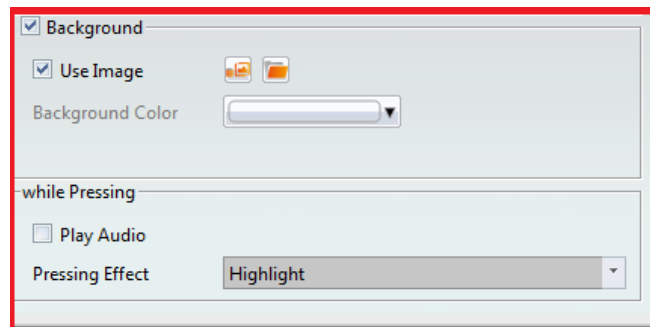 Background
Use Image
Background Color
while Pressing
Play Audio
Pressing Effect Highlight